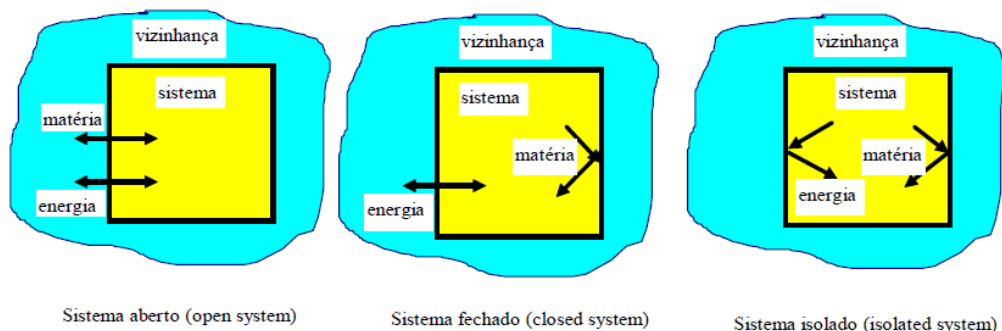 vizinhança
sistema
matéria
energia
Sistema aberto (open system)
vizinhança
sistema
matéria
energia
Sistema fechado (closed system)
vizinhança
sistema
matéria
energia
Sistema isolado (isolated system)